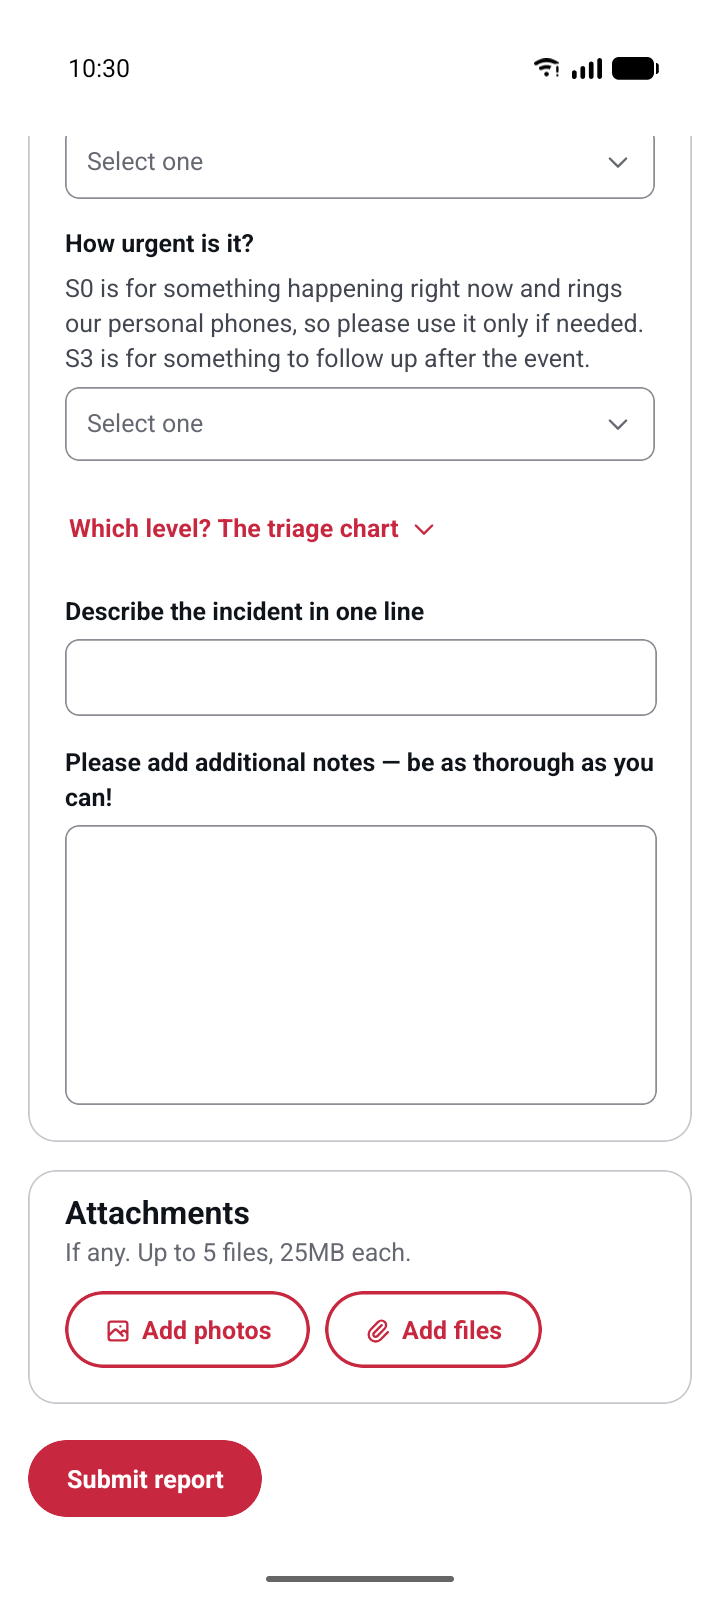 10:30
Select one
How urgent is it?
S0 is for something happening right now and rings
our personal phones, so please use it only if needed.
S3 is for something to follow up after the event.
Select one
Which level? The triage chart
Describe the incident in one line
Please add additional notes — be as thorough as you
can!
Attachments
If any. Up to 5 files, 25MB each.
Add photos
Add files
Submit report